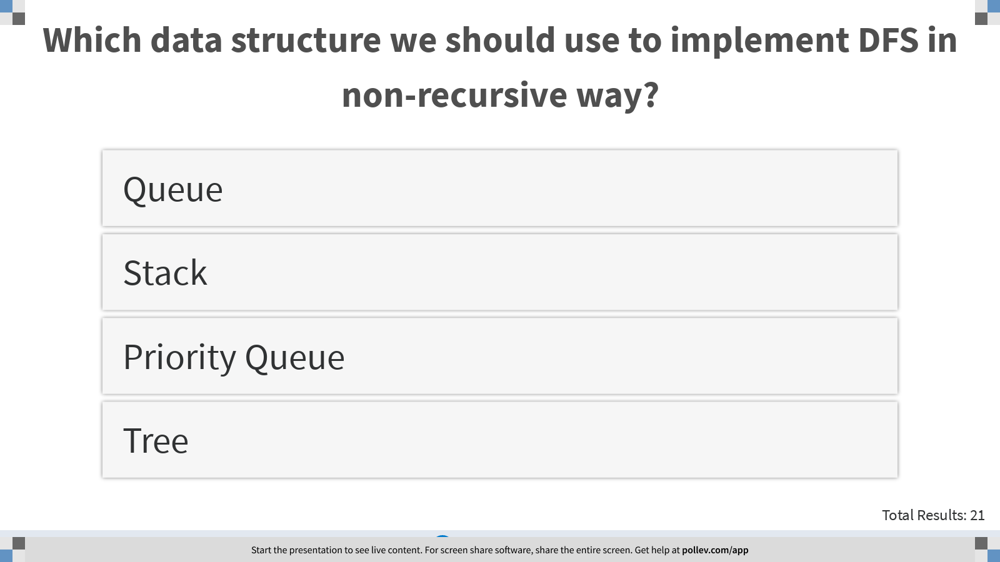 Which data structure we should use to implement DFS in
non-recursive way?
Queue
Stack
Priority Queue
Tree
Total Results: 21
Start the presentation to see live content. For screen share software, share the entire screen. Get help at pollev.com/app